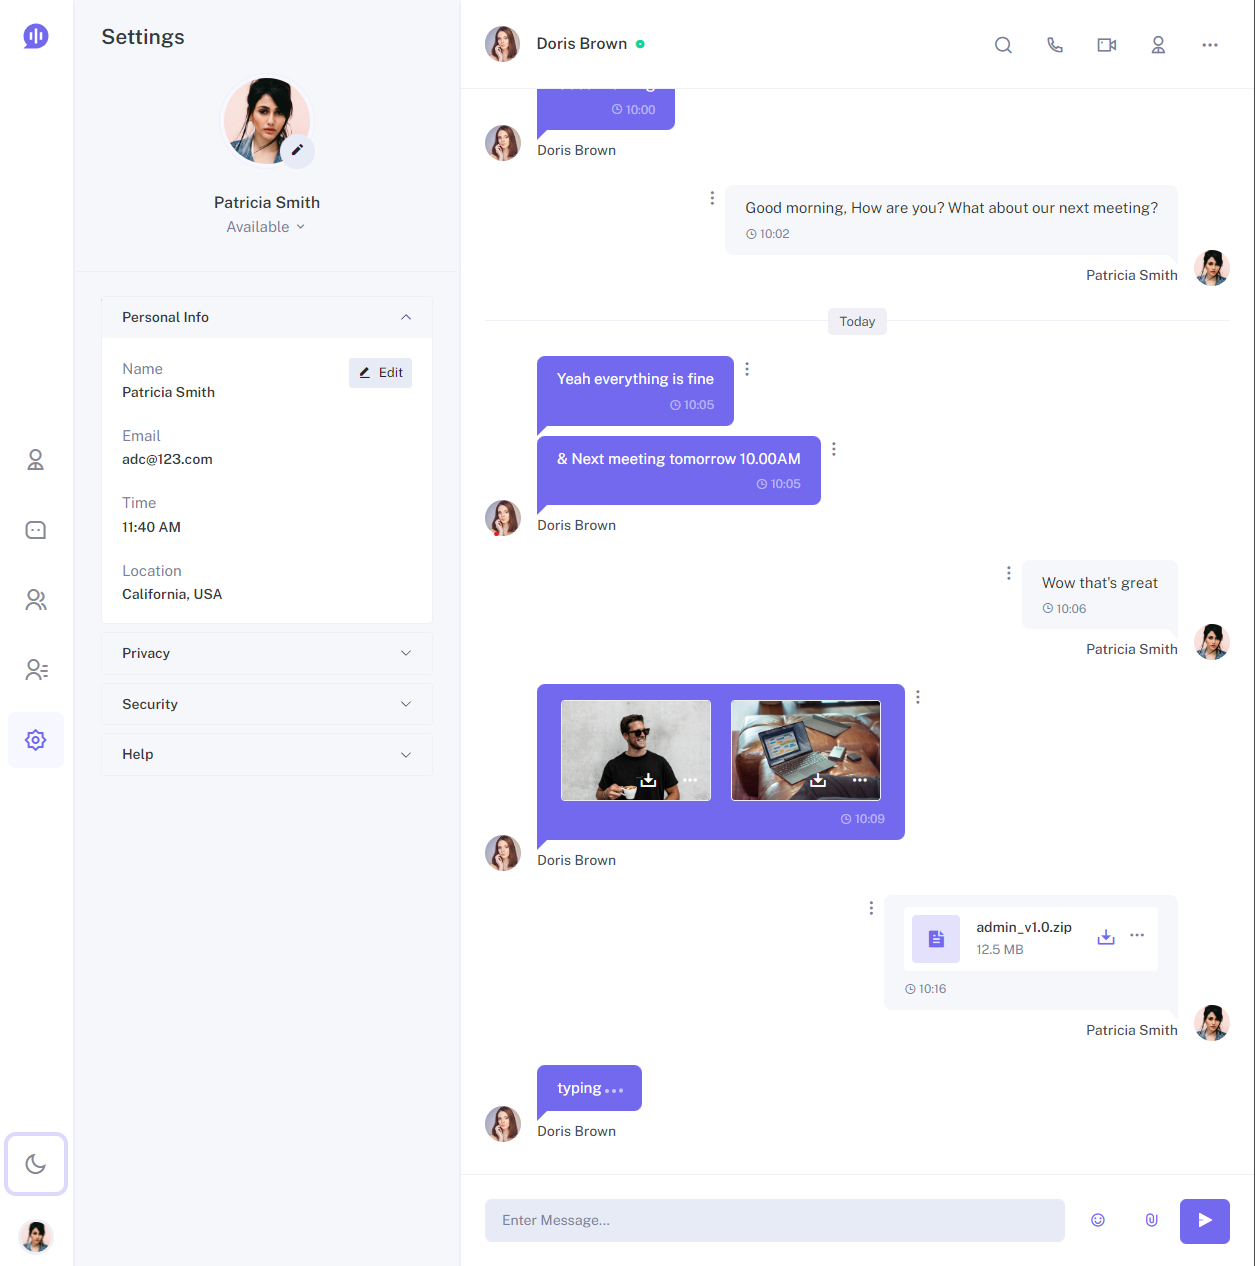 Settings
Patricia Smith
Available
Personal Info
Name
Patricia Smith
Edit
Email
adc@123.com
Time
11:40 AM
Location
California, USA
Privacy
Security
Help
Doris Brown
10:00
Doris Brown
Good morning, How are you? What about our next meeting?
10:02
Patricia Smith
Today
Yeah everything is fine
10:05
& Next meeting tomorrow 10.00AM
10:05
Doris Brown
Wow that's great
10:06
Patricia Smith
10:09
Doris Brown
admin_v1.0.zip
12.5 MB
10:16
Patricia Smith
typing
Doris Brown
Enter Message...